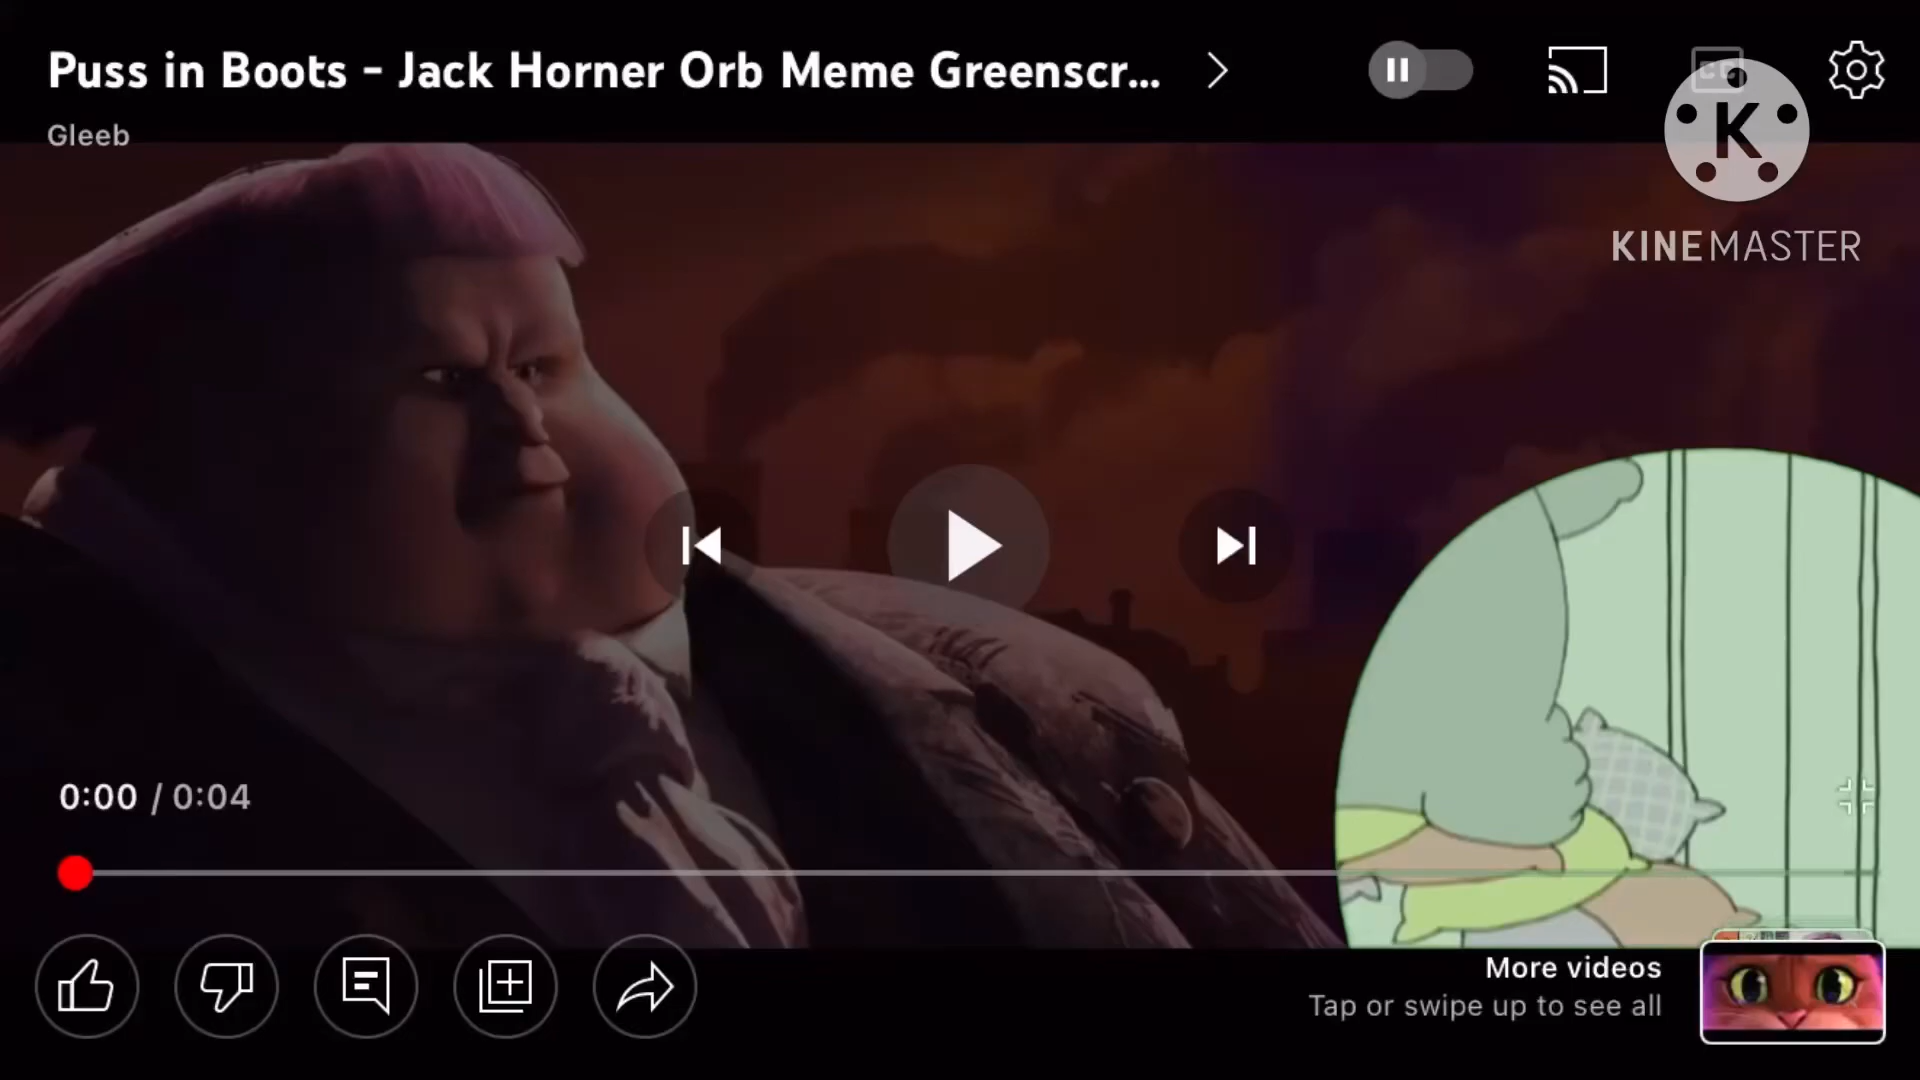 Puss in Boots - Jack Horner Orb Meme Greenscr...
Gleeb
CC
K
KINEMASTER
0:00 / 0:04
More videos
Tap or swipe up to see all